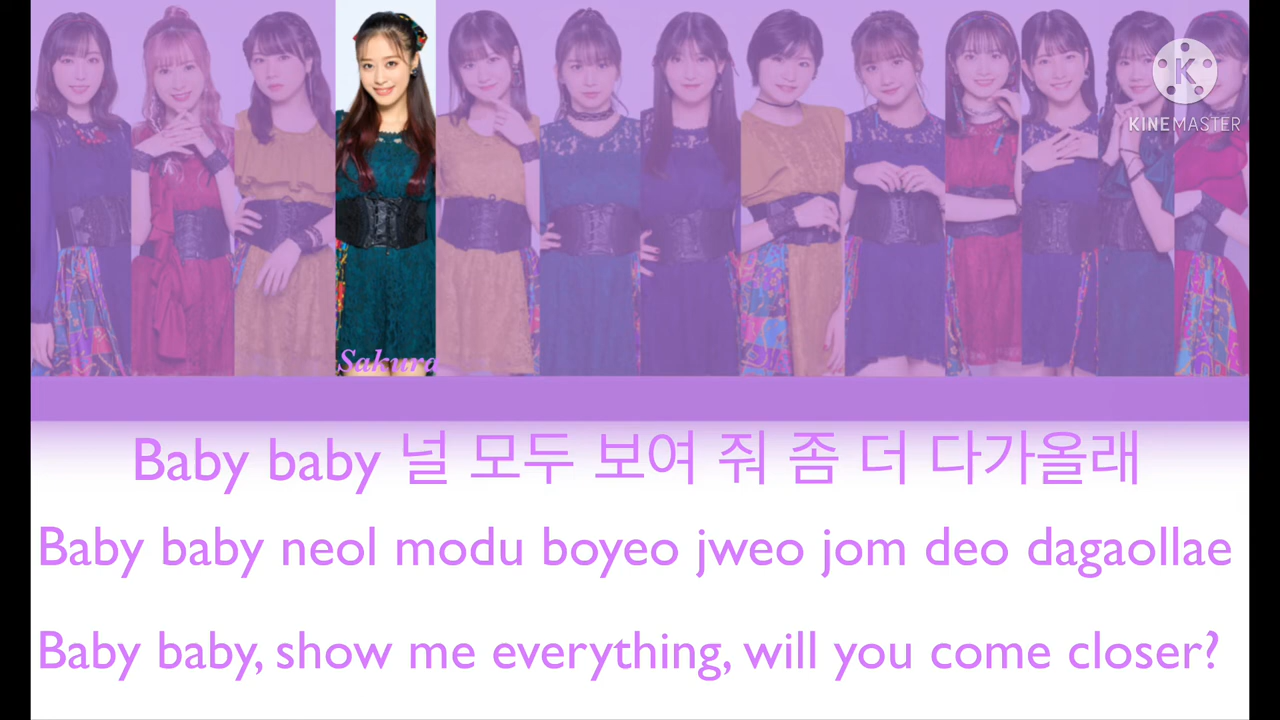 KINEMASTER
Sakura
Baby baby 널 모두 보여 줘 좀 더 다가올래
Baby baby neol modu boyeo jweo jom deo dagaollae
Baby baby, show me everything, will you come closer?